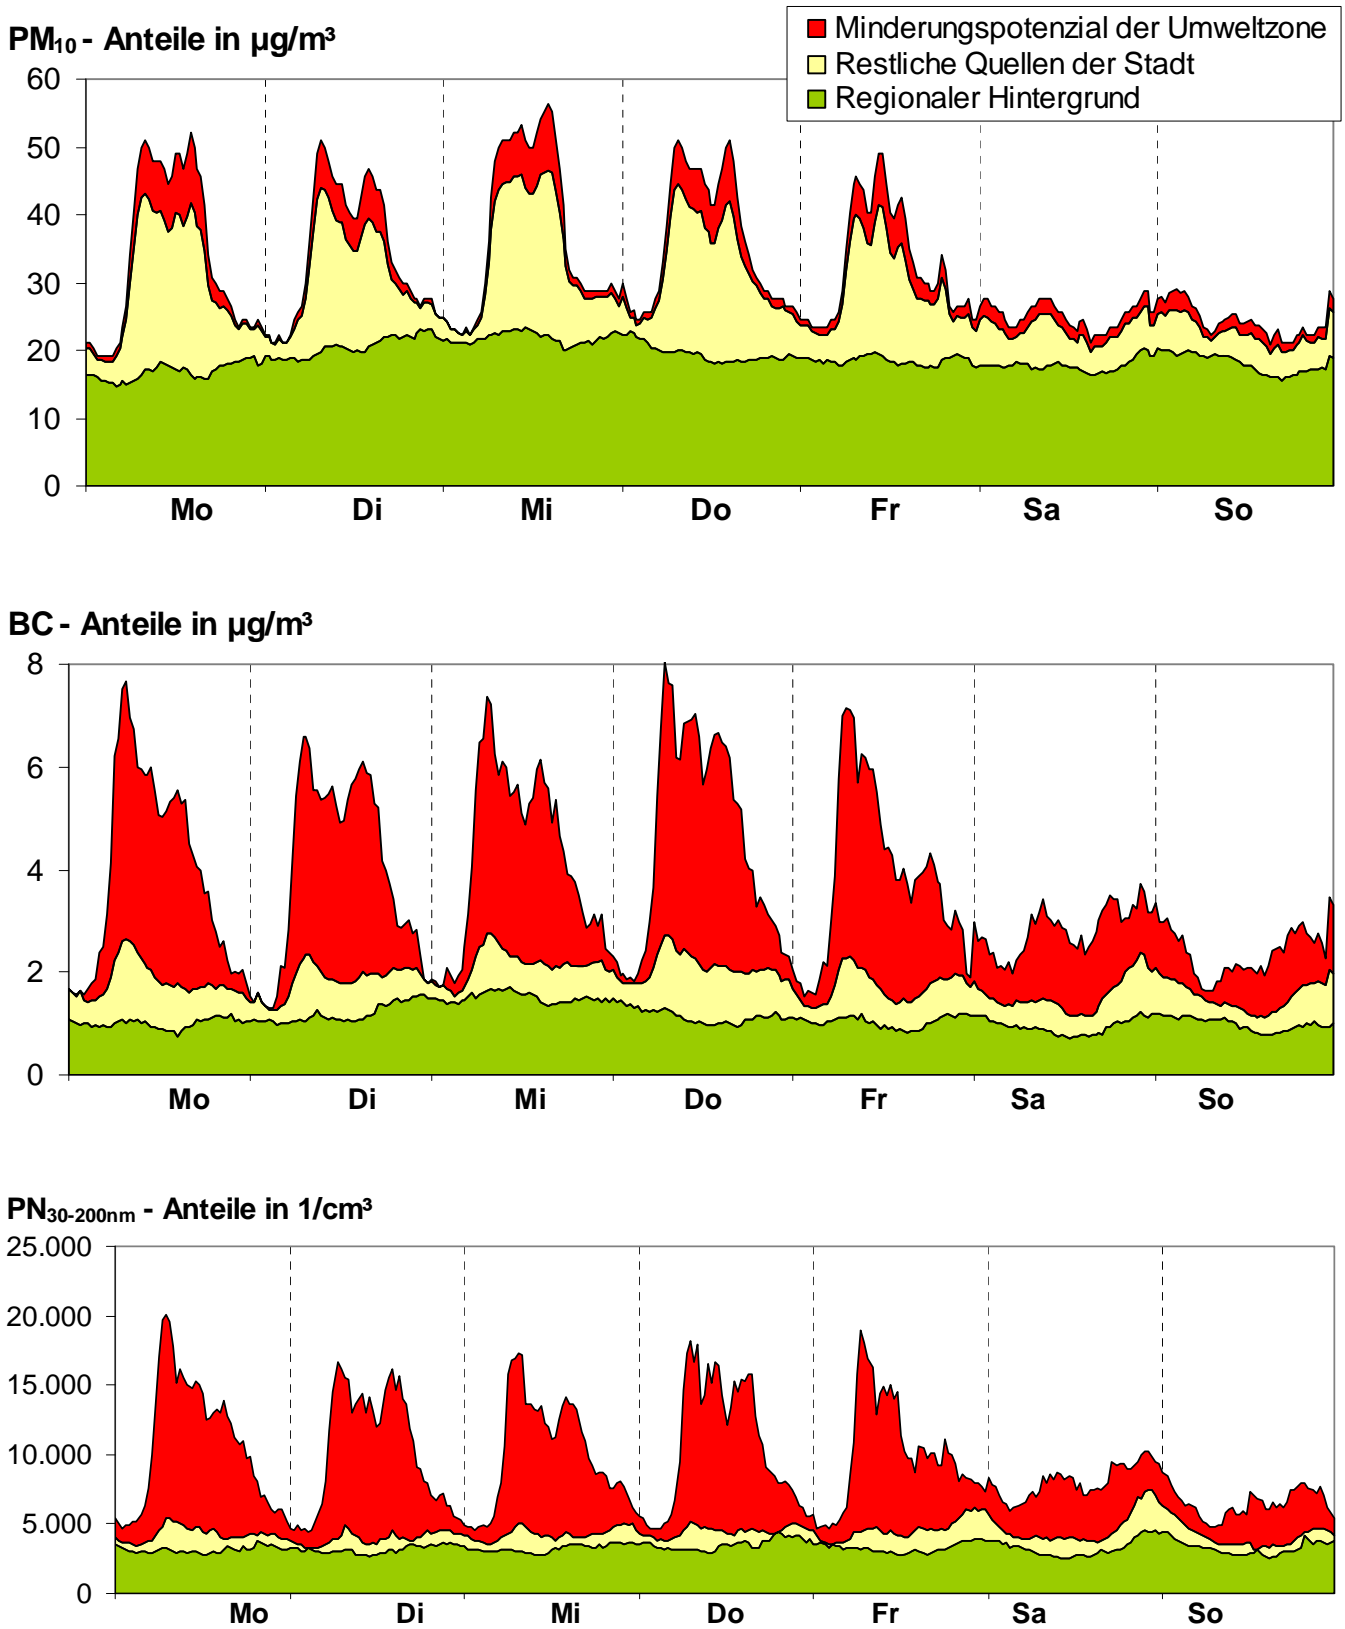 PM10 - Anteile in µg/m³
Minderungspotenzial der Umweltzone
Restliche Quellen der Stadt
Regionaler Hintergrund
60
50
40
30
20
10
0
Mo Di Mi Do Fr Sa So
BC - Anteile in µg/m³
8
6
4
2
0
Mo Di Mi Do Fr Sa So
PN30-200nm - Anteile in 1/cm³
25.000
20.000
15.000
10.000
5.000
0
Mo Di Mi Do Fr Sa So